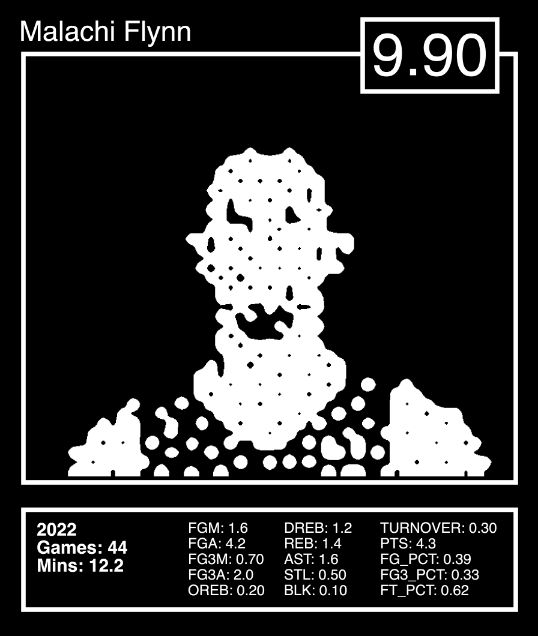 Malachi Flynn
9.90
2022
Games: 44
Mins: 12.2
FGM: 1.6
FGA: 4.2
FG3M: 0.70
FG3A: 2.0
OREB: 0.20
DREB: 1.2
REB: 1.4
AST: 1.6
STL: 0.50
BLK: 0.10
TURNOVER: 0.30
PTS: 4.3
FG_PCT: 0.39
FG3_PCT: 0.33
FT_PCT: 0.62